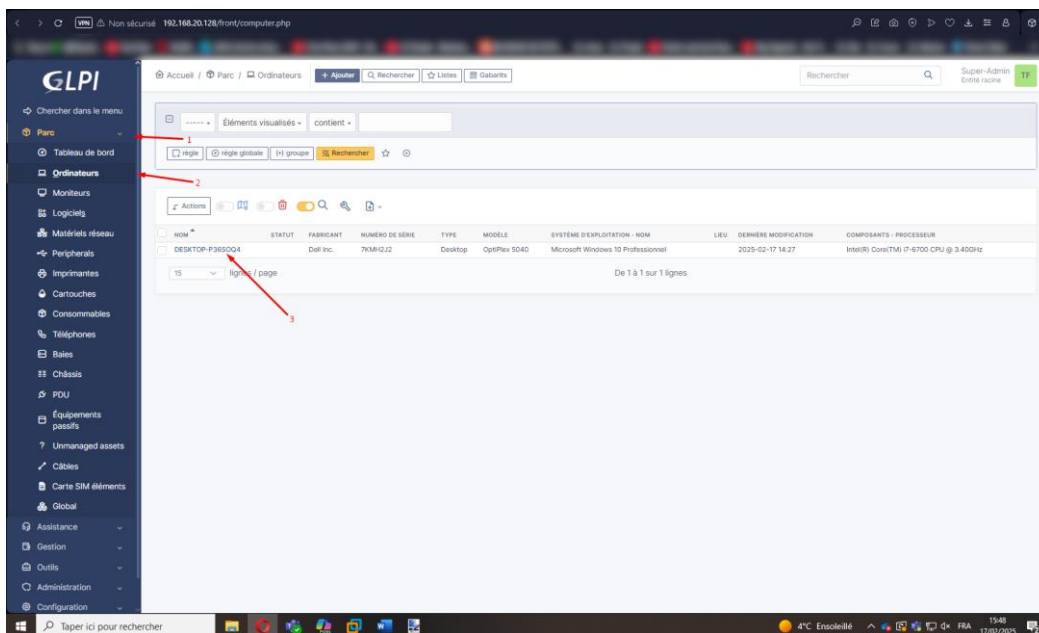 VPN Non sécurisé 192.168.20.128/front/computer.php
GLPI
Accueil / Parc / Ordinateurs + Ajouter Rechercher Listes Gabarits Rechercher Super-Admin
Entité racine
TF
Chercher dans le menu
Parc
Tableau de bord
Ordinateurs
Moniteurs
Logiciels
Matériels réseau
Peripherals
Imprimantes
Cartouches
Consommables
Téléphones
Baies
Châssis
PDU
Équipements
passifs
? Unmanaged assets
Câbles
Carte SIM éléments
Global
Assistance
Gestion
Outils
Administration
Configuration
----- Éléments visualisés contient
1
règle règle globale (+) groupe Rechercher
2
Actions
NOM STATUT FABRICANT NUMÉRO DE SÉRIE TYPE MODÈLE SYSTÈME D'EXPLOITATION - NOM LIEU DERNIÈRE MODIFICATION COMPOSANTS - PROCESSEUR
DESKTOP-P36SOQ4 Dell Inc. 7KMH2J2 Desktop OptiPlex 5040 Microsoft Windows 10 Professionnel 2025-02-17 14:27 Intel(R) Core(TM) i7-6700 CPU @ 3.40GHz
15 lignes / page De 1 à 1 sur 1 lignes
3
Taper ici pour rechercher 4°C Ensoleillé FRA 15:48
17/02/2025